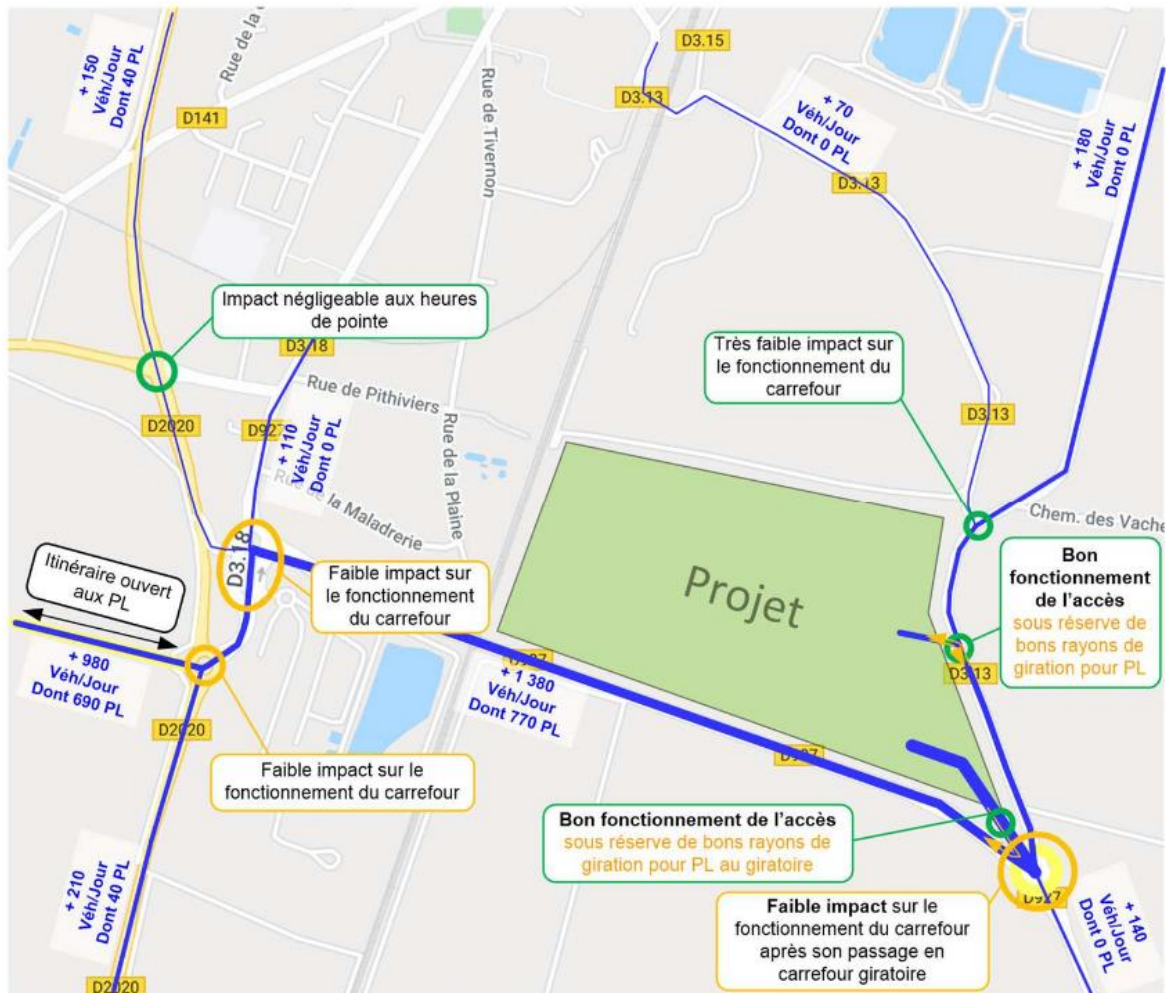 D3.15
D3.13
+ 150
Véh/Jour
Dont 40 PL
Rue de la
D141
Rue de Tivernon
+ 70
Véh/Jour
Dont 0 PL
D3.13
+ 180
Véh/Jour
Dont 0 PL
Impact négligeable aux heures
de pointe
D3.18
Très faible impact sur
le fonctionnement du
carrefour
Rue de Pithiviers
D2020
D927
D3.13
+ 110
Véh/Jour
Dont 0 PL
Rue de la Plaine
Rue de la Maladrerie
Chem. des Vache
D3.18
Itinéraire ouvert
aux PL
Faible impact sur
le fonctionnement
du carrefour
Projet
Bon
fonctionnement
de l'accès
sous réserve de
bons rayons de
giration pour PL
D3.13
+ 980
Véh/Jour
Dont 690 PL
D927
+ 1 380
Véh/Jour
Dont 770 PL
D2020
D927
Faible impact sur le
fonctionnement du carrefour
Bon fonctionnement de l'accès
sous réserve de bons rayons de
giration pour PL au giratoire
+ 210
Véh/Jour
Dont 40 PL
D927
Faible impact sur le
fonctionnement du carrefour
après son passage en
carrefour giratoire
+ 140
Véh/Jour
Dont 0 PL
D2020